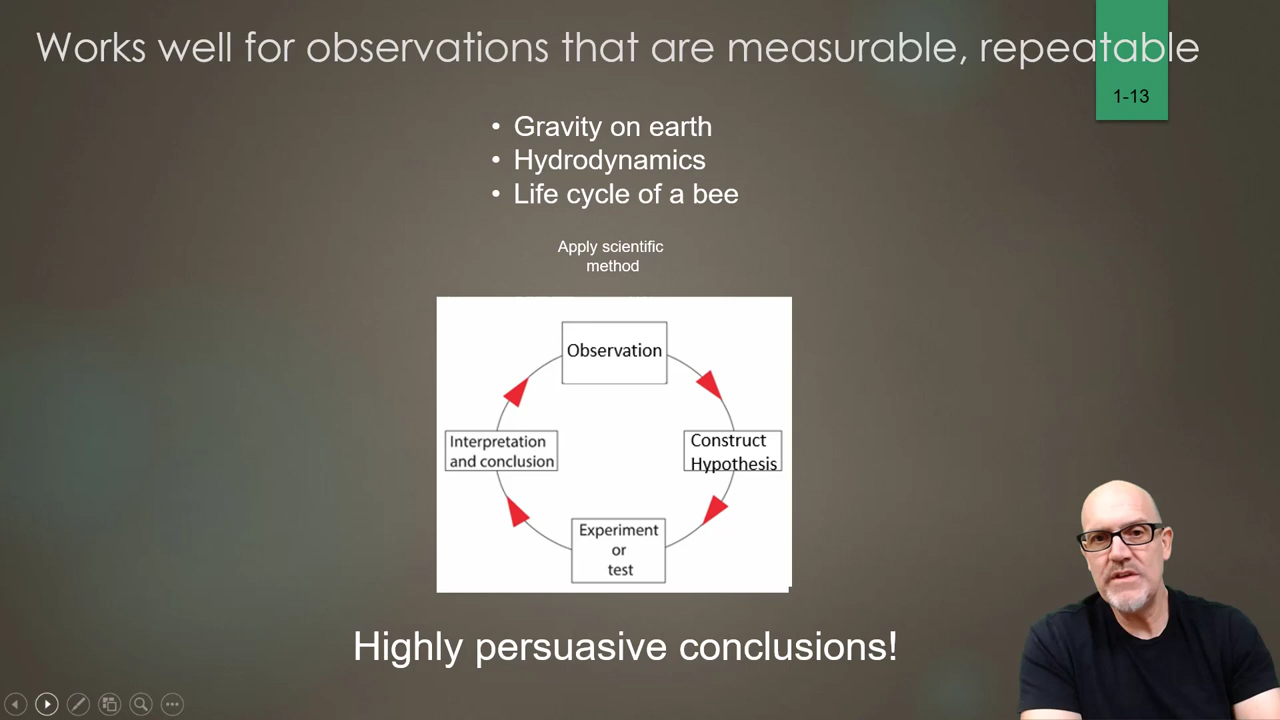 Works well for observations that are measurable, repeatable
1-13
• Gravity on earth
• Hydrodynamics
• Life cycle of a bee
Apply scientific
method
Observation
Construct
Hypothesis
Experiment
or
test
Interpretation
and conclusion
Highly persuasive conclusions!